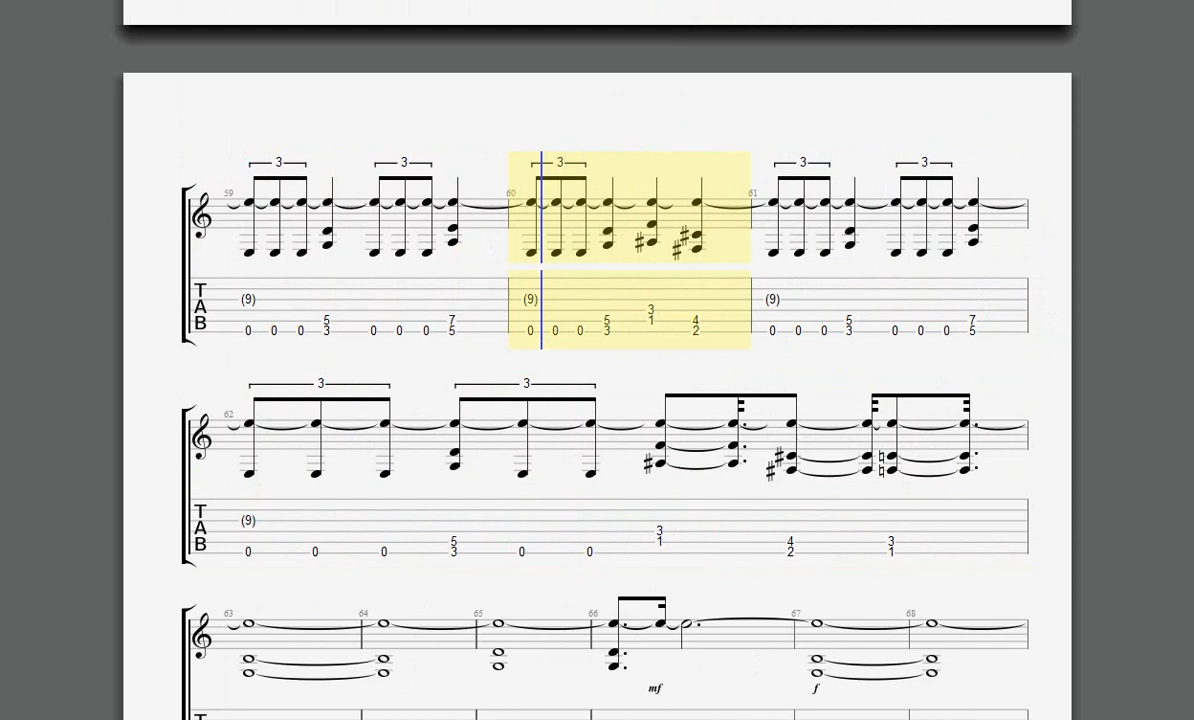 3 3 3 3 3
59 60 61
T A B
(9) (9) (9)
3
5 7 5 1 5 4 5 7
0 0 0 3 0 0 0 5 0 0 0 3 2 0 0 0 3 0 0 0 5
3 3
62
T A B
(9)
3
5 1 4 3
0 0 0 3 0 0 2 1
63 64 65 66 67 68
mf f
T